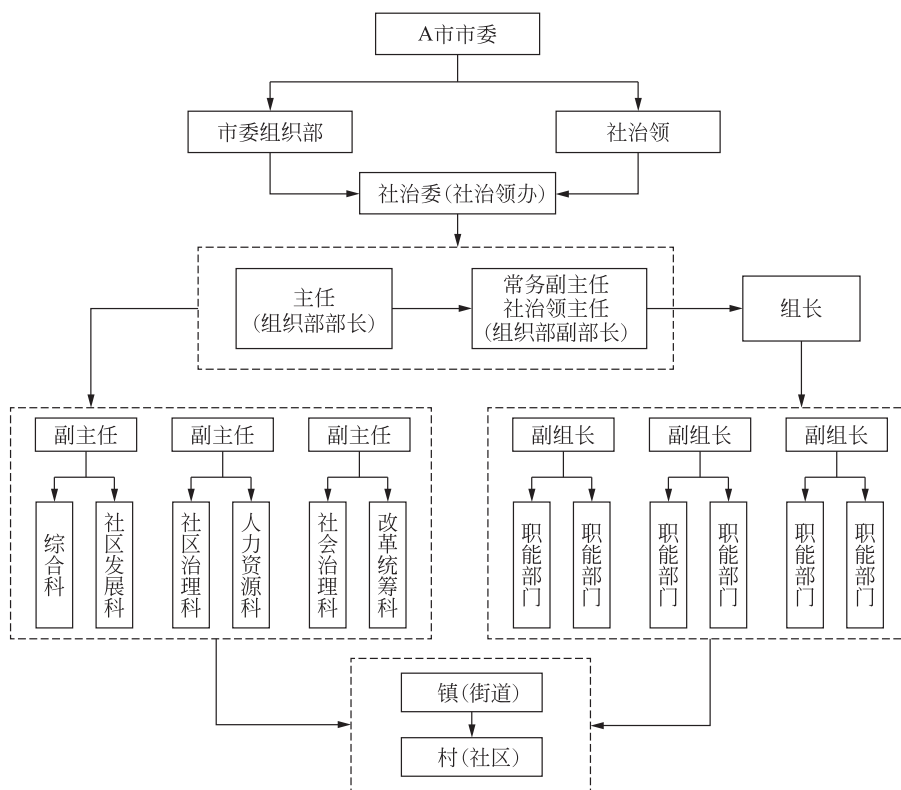 A市市委
市委组织部
社治领
社治委(社治领办)
主任
(组织部部长)
常务副主任
社治领主任
(组织部副部长)
组长
副主任
副主任
副主任
副组长
副组长
副组长
综合科
社区发展科
社区治理科
人力资源科
社会治理科
改革统筹科
职能部门
职能部门
职能部门
职能部门
职能部门
职能部门
镇(街道)
村(社区)